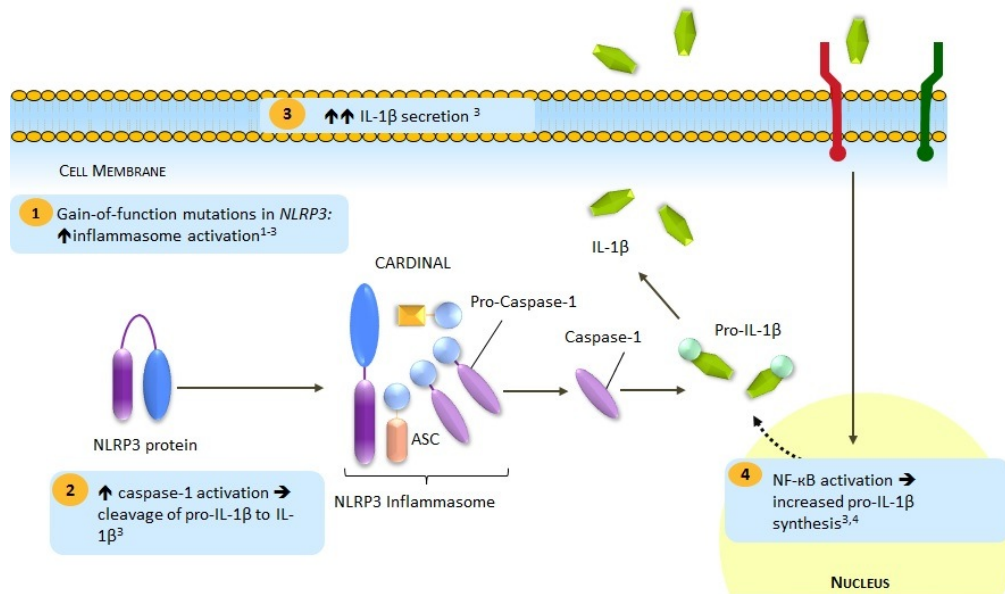 3 ⬆⬆ IL-1β secretion ³
CELL MEMBRANE
1 Gain-of-function mutations in NLRP3:
⬆inflammasome activation¹⁻³
IL-1β
CARDINAL
Pro-Caspase-1
Caspase-1
Pro-IL-1β
NLRP3 protein
ASC
NLRP3 Inflammasome
2 ⬆ caspase-1 activation ➔
cleavage of pro-IL-1β to IL-
1β³
4 NF-κB activation ➔
increased pro-IL-1β
synthesis³,⁴
NUCLEUS